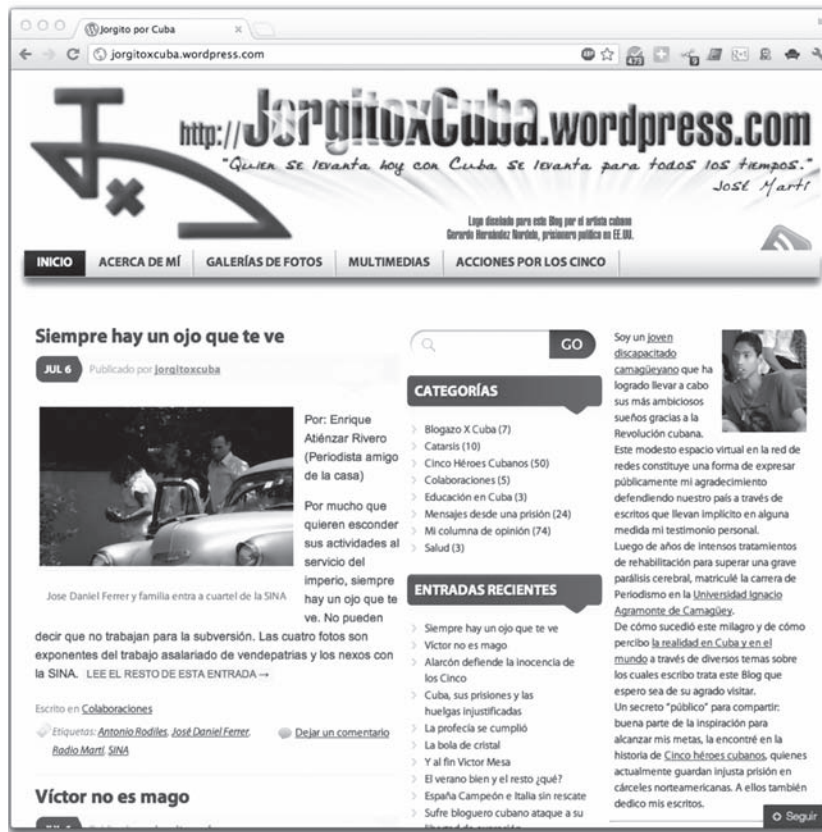 Jorgito por Cuba
jorgitoxcuba.wordpress.com
http://JorgitoxCuba.wordpress.com
"Quien se levanta hoy con Cuba se levanta para todos los tiempos."
José Martí
Logo diseñado para este Blog por el artista cubano
Gerardo Hernández Nordelo, prisionero político en EE.UU.
INICIO
ACERCA DE MÍ
GALERÍAS DE FOTOS
MULTIMEDIAS
ACCIONES POR LOS CINCO
Siempre hay un ojo que te ve
JUL 6
Publicado por jorgitoxcuba
Por: Enrique
Atiénzar Rivero
(Periodista amigo
de la casa)
Por mucho que
quieren esconder
sus actividades al
servicio del
imperio, siempre
hay un ojo que te
ve. No pueden
Jose Daniel Ferrer y familia entra a cuartel de la SINA
decir que no trabajan para la subversión. Las cuatro fotos son
exponentes del trabajo asalariado de vendepatrias y los nexos con
la SINA. LEE EL RESTO DE ESTA ENTRADA →
Escrito en Colaboraciones
Etiquetas: Antonio Rodiles, José Daniel Ferrer,
Radio Martí, SINA
Dejar un comentario
Víctor no es mago
GO
CATEGORÍAS
Blogazo X Cuba (7)
Catarsis (10)
Cinco Héroes Cubanos (50)
Colaboraciones (5)
Educación en Cuba (3)
Mensajes desde una prisión (24)
Mi columna de opinión (74)
Salud (3)
ENTRADAS RECIENTES
Siempre hay un ojo que te ve
Víctor no es mago
Alarcón defiende la inocencia de
los Cinco
Cuba, sus prisiones y las
huelgas injustificadas
La profecía se cumplió
La bola de cristal
Y al fin Víctor Mesa
El verano bien y el resto ¿qué?
España Campeón e Italia sin rescate
Sufre bloguero cubano ataque a su
Soy un joven
discapacitado
camagüeyano que ha
logrado llevar a cabo
sus más ambiciosos
sueños gracias a la
Revolución cubana.
Este modesto espacio virtual en la red de
redes constituye una forma de expresar
públicamente mi agradecimiento
defendiendo nuestro país a través de
escritos que llevan implícito en alguna
medida mi testimonio personal.
Luego de años de intensos tratamientos
de rehabilitación para superar una grave
parálisis cerebral, matriculé la carrera de
Periodismo en la Universidad Ignacio
Agramonte de Camagüey.
De cómo sucedió este milagro y de cómo
percibo la realidad en Cuba y en el
mundo a través de diversos temas sobre
los cuales escribo trata este Blog que
espero sea de su agrado visitar.
Un secreto "público" para compartir:
buena parte de la inspiración para
alcanzar mis metas, la encontré en la
historia de Cinco héroes cubanos, quienes
actualmente guardan injusta prisión en
cárceles norteamericanas. A ellos también
dedico mis escritos.
Seguir